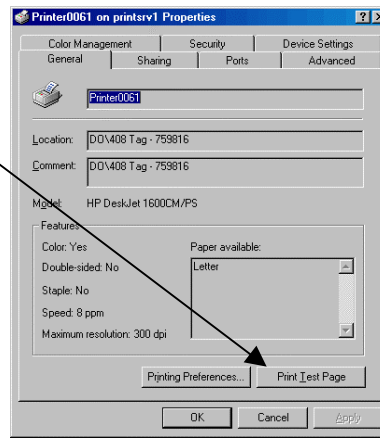 Printer0061 on printsrv1 Properties
Color Management Security Device Settings
General Sharing Ports Advanced
Printer0061
Location: DO\408 Tag - 759816
Comment: DO\408 Tag - 759816
Model: HP DeskJet 1600CM/PS
Features
Color: Yes Paper available:
Double-sided: No Letter
Staple: No
Speed: 8 ppm
Maximum resolution: 300 dpi
Printing Preferences... Print Test Page
OK Cancel Apply